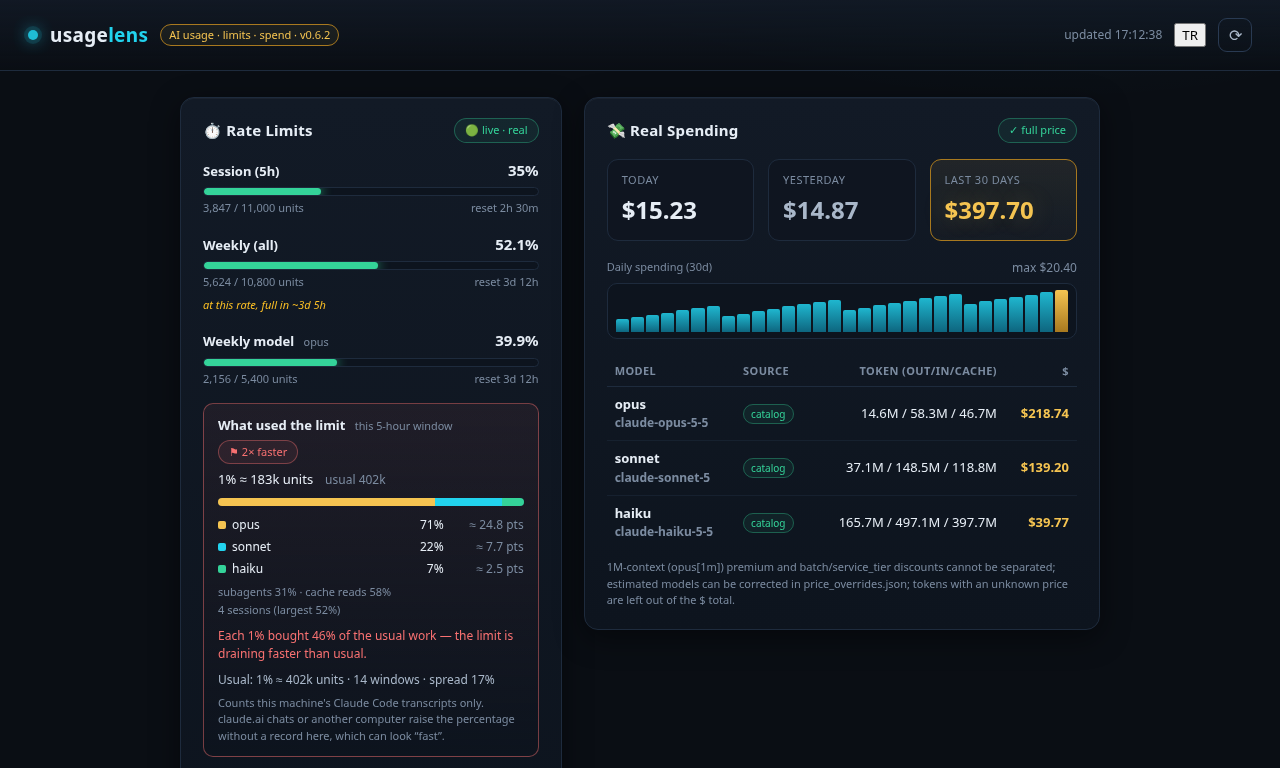 usagelens
AI usage · limits · spend · v0.6.2
updated 17:12:38
TR
⟳
⏱️ Rate Limits
🟢 live · real
Session (5h) 35%
3,847 / 11,000 units reset 2h 30m
Weekly (all) 52.1%
5,624 / 10,800 units reset 3d 12h
at this rate, full in ~3d 5h
Weekly model opus 39.9%
2,156 / 5,400 units reset 3d 12h
What used the limit this 5-hour window
⚑ 2× faster
1% ≈ 183k units usual 402k
opus 71% ≈ 24.8 pts
sonnet 22% ≈ 7.7 pts
haiku 7% ≈ 2.5 pts
subagents 31% · cache reads 58%
4 sessions (largest 52%)
Each 1% bought 46% of the usual work — the limit is
draining faster than usual.
Usual: 1% ≈ 402k units · 14 windows · spread 17%
Counts this machine's Claude Code transcripts only.
claude.ai chats or another computer raise the percentage
without a record here, which can look “fast”.
💸 Real Spending
✓ full price
TODAY
$15.23
YESTERDAY
$14.87
LAST 30 DAYS
$397.70
Daily spending (30d) max $20.40
MODEL SOURCE TOKEN (OUT/IN/CACHE) $
opus
claude-opus-5-5
catalog 14.6M / 58.3M / 46.7M $218.74
sonnet
claude-sonnet-5
catalog 37.1M / 148.5M / 118.8M $139.20
haiku
claude-haiku-5-5
catalog 165.7M / 497.1M / 397.7M $39.77
1M-context (opus[1m]) premium and batch/service_tier discounts cannot be separated;
estimated models can be corrected in price_overrides.json; tokens with an unknown price
are left out of the $ total.